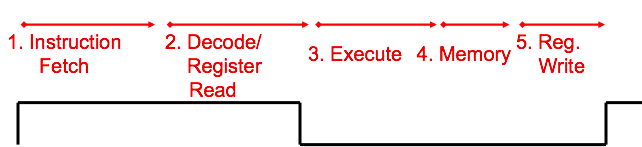 1. Instruction
Fetch
2. Decode/
Register
Read
3. Execute
4. Memory
5. Reg.
Write